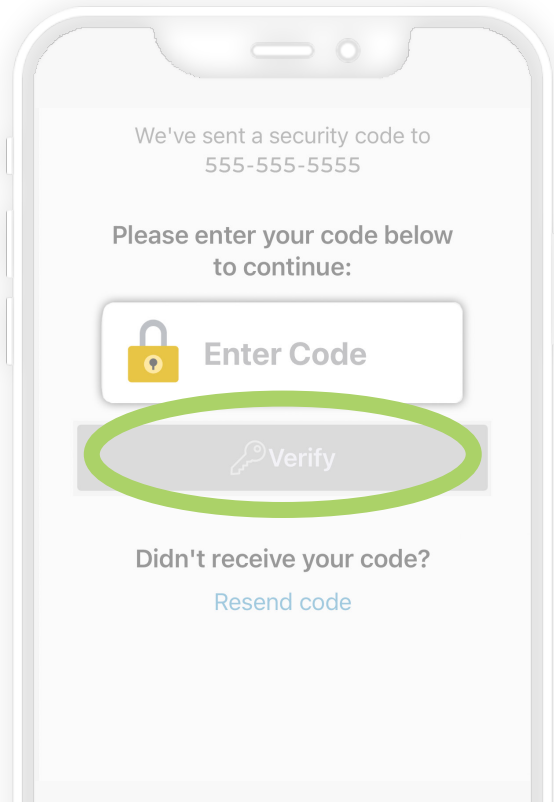 We've sent a security code to
555-555-5555
Please enter your code below
to continue:
Enter Code
Verify
Didn't receive your code?
Resend code